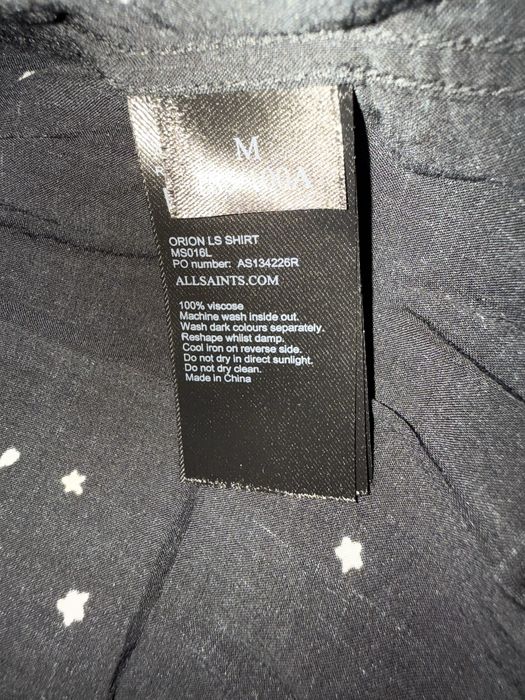 M
ORION LS SHIRT
MS016L
PO number: AS134226R
ALLSAINTS.COM
100% viscose
Machine wash inside out.
Wash dark colours separately.
Reshape whilst damp.
Cool iron on reverse side.
Do not dry in direct sunlight.
Do not dry clean.
Made in China